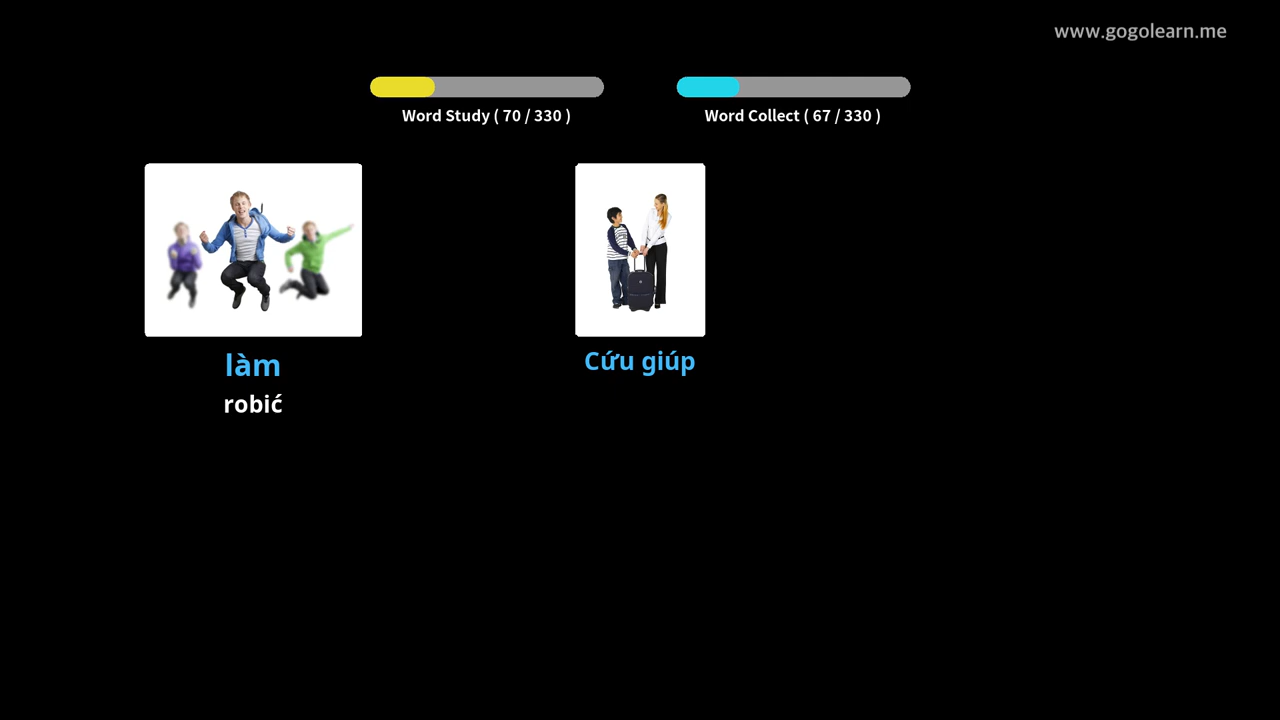 www.gogolearn.me
Word Study ( 70 / 330 )
Word Collect ( 67 / 330 )
làm
robić
Cứu giúp